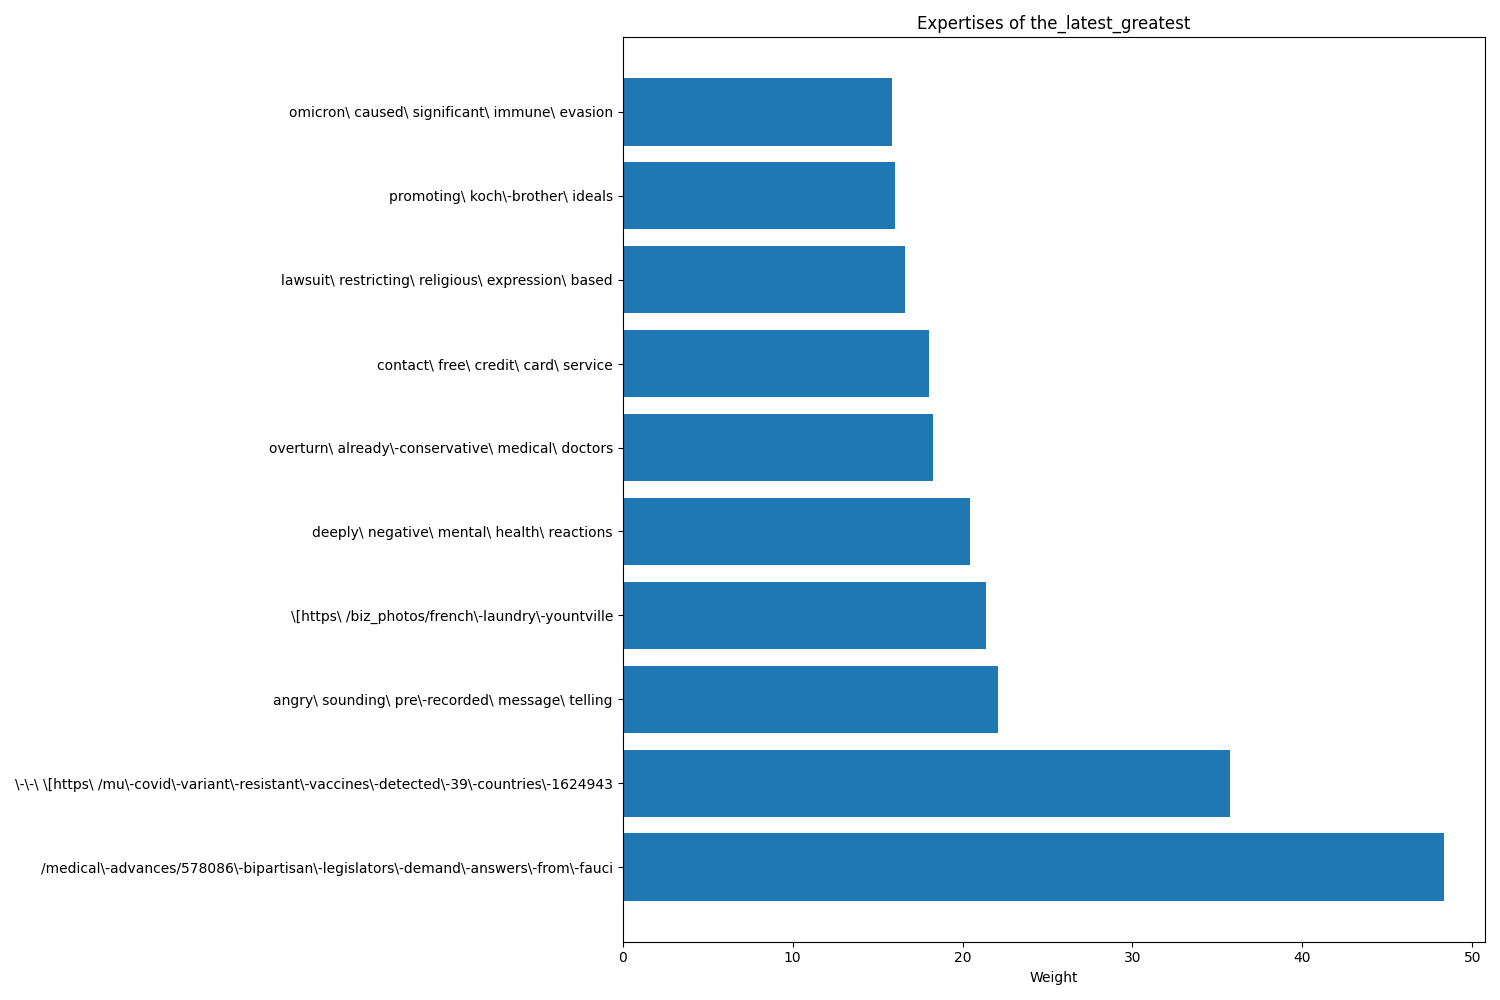 Expertises of the_latest_greatest
omicron\ caused\ significant\ immune\ evasion
promoting\ koch\-brother\ ideals
lawsuit\ restricting\ religious\ expression\ based
contact\ free\ credit\ card\ service
overturn\ already\-conservative\ medical\ doctors
deeply\ negative\ mental\ health\ reactions
\[https\ /biz_photos/french\-laundry\-yountville
angry\ sounding\ pre\-recorded\ message\ telling
\-\-\ \[https\ /mu\-covid\-variant\-resistant\-vaccines\-detected\-39\-countries\-1624943
/medical\-advances/578086\-bipartisan\-legislators\-demand\-answers\-from\-fauci
0 10 20 30 40 50
Weight